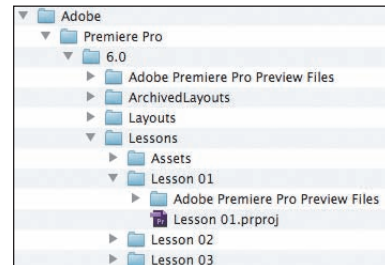 Adobe
Premiere Pro
6.0
Adobe Premiere Pro Preview Files
ArchivedLayouts
Layouts
Lessons
Assets
Lesson 01
Adobe Premiere Pro Preview Files
Pr Lesson 01.prproj
Lesson 02
Lesson 03